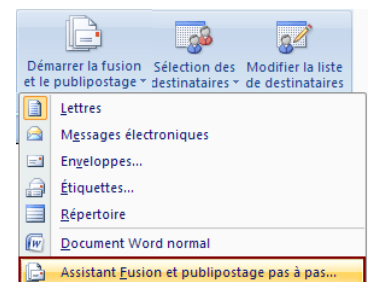 Démarrer la fusion Sélection des Modifier la liste
et le publipostage destinataires de destinataires
Lettres
Messages électroniques
Enveloppes...
Étiquettes...
Répertoire
Document Word normal
Assistant Fusion et publipostage pas à pas...